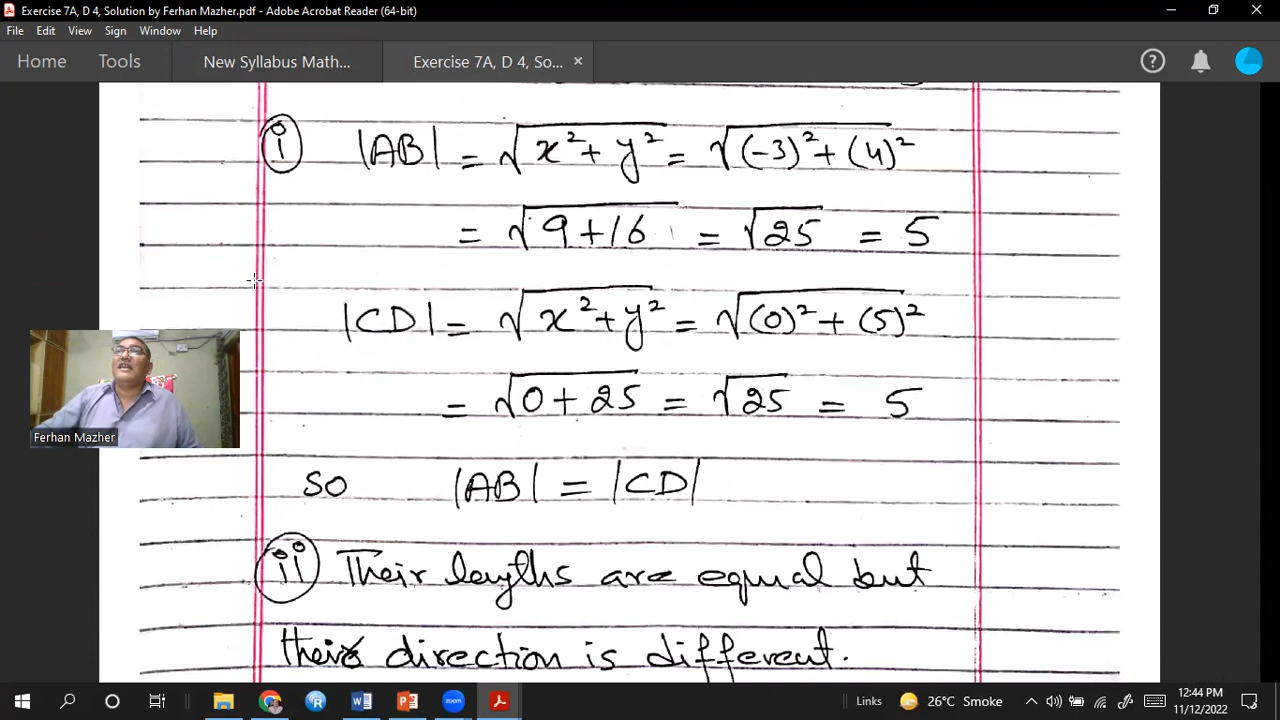 Exercise 7A, D 4, Solution by Ferhan Mazher.pdf - Adobe Acrobat Reader (64-bit)
File Edit View Sign Window Help
Home Tools New Syllabus Math... Exercise 7A, D 4, So... ×
(i) |AB| = √(x² + y²) = √((-3)² + (4)²)
= √(9+16) = √25 = 5
|CD| = √(x² + y²) = √((0)² + (5)²)
= √(0+25) = √25 = 5
Ferhan Mazher
so |AB| = |CD|
(ii) Their lengths are equal but
their direction is different.
Links 26°C Smoke 12:44 PM
11/12/2022